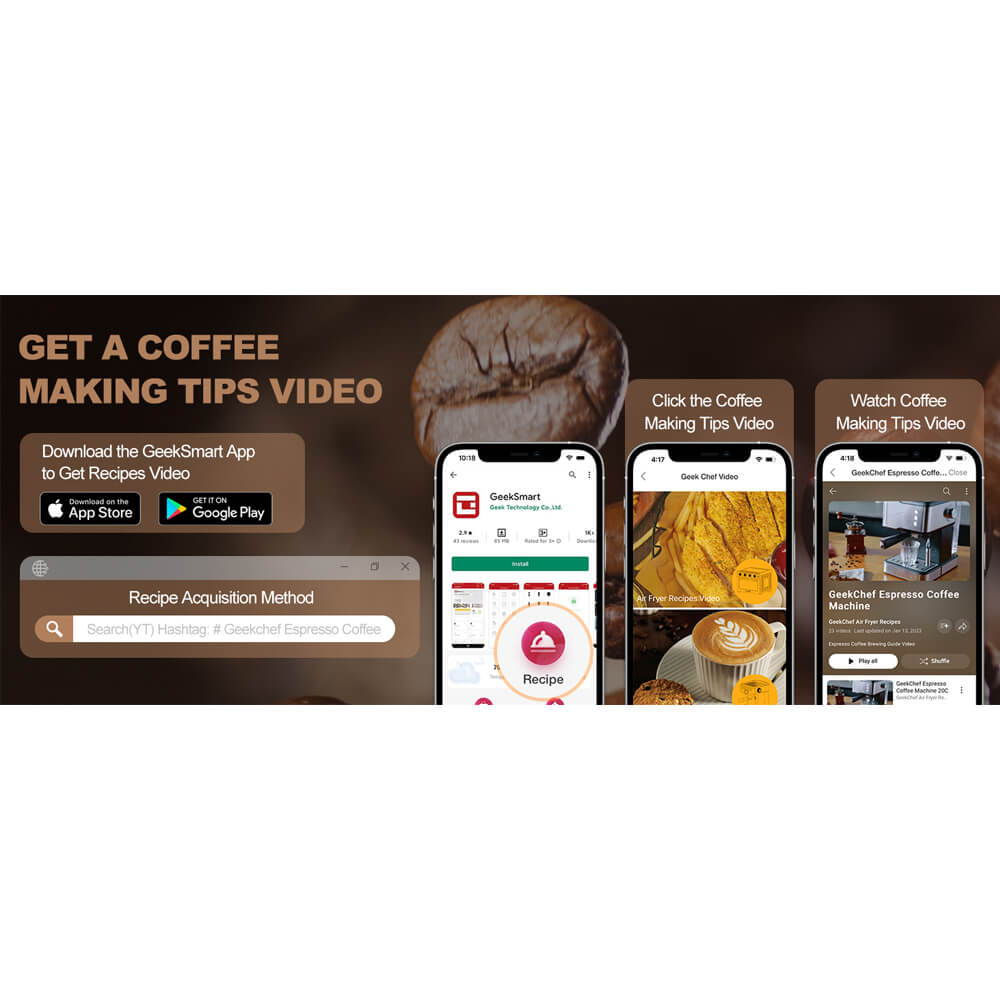 GET A COFFEE
MAKING TIPS VIDEO
Download the GeekSmart App
to Get Recipes Video
Download on the
App Store
GET IT ON
Google Play
Recipe Acquisition Method
Search(YT) Hashtag: # Geekchef Espresso Coffee
10:18
GeekSmart
Geek Technology Co.,Ltd.
2.9★
43 reviews
65 MB
Rated for 3+
1K+
Downlo
Install
Recipe
Click the Coffee
Making Tips Video
4:17
Geek Chef Video
Air Fryer Recipes Video
Watch Coffee
Making Tips Video
4:18
GeekChef Espresso Coffe... Close
GeekChef Espresso Coffee
Machine
GeekChef Air Fryer Recipes
23 videos Last updated on Jan 13, 2023
Espresso Coffee Brewing Guide Video
Play all
Shuffle
GeekChef Espresso
Coffee Machine 20C
GeekChef Air Fryer Re...